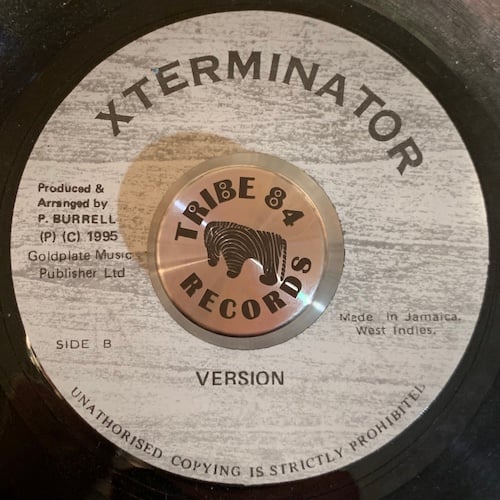 XTERMINATOR
Produced &
Arranged by
P. BURRELL
(P) (C) 1995
Goldplate Music
Publisher Ltd
TRIBE 84
RECORDS
Made in Jamaica,
West Indies.
SIDE B
VERSION
UNAUTHORISED COPYING IS STRICTLY PROHIBITED